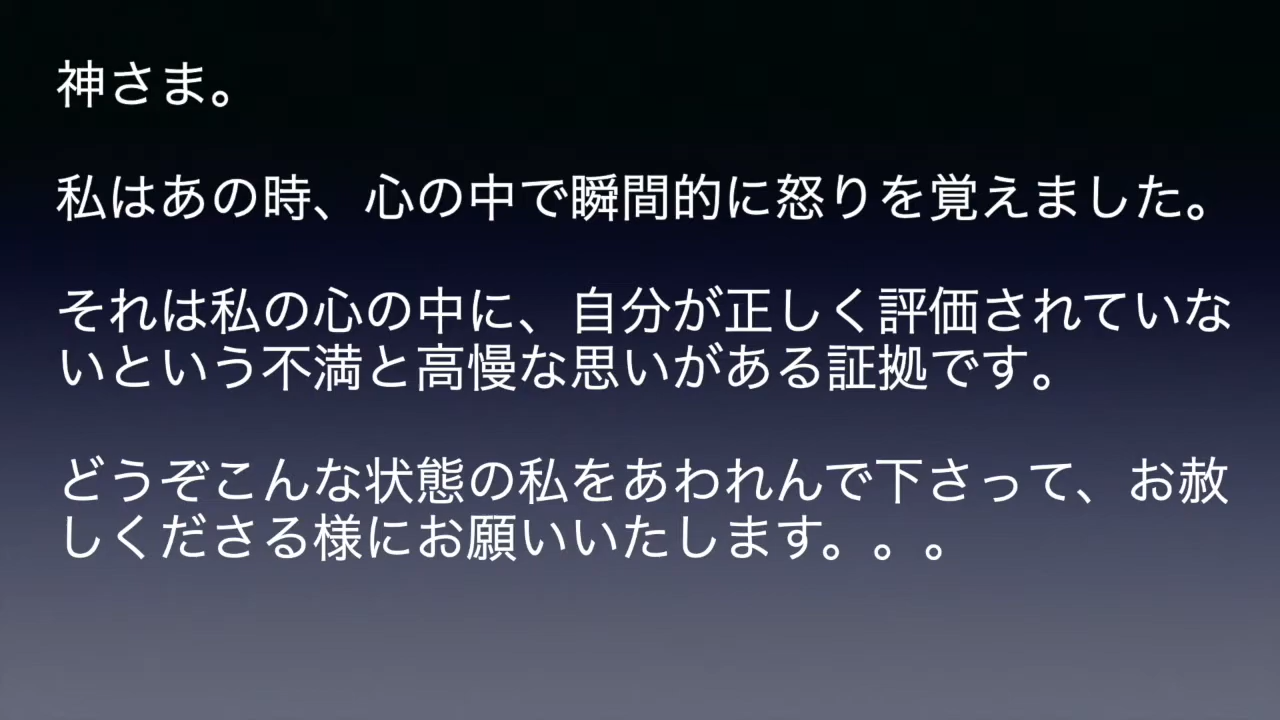 神さま。
私はあの時、心の中で瞬間的に怒りを覚えました。
それは私の心の中に、自分が正しく評価されていな
いという不満と高慢な思いがある証拠です。
どうぞこんな状態の私をあわれんで下さって、お赦
しくださる様にお願いいたします。。。